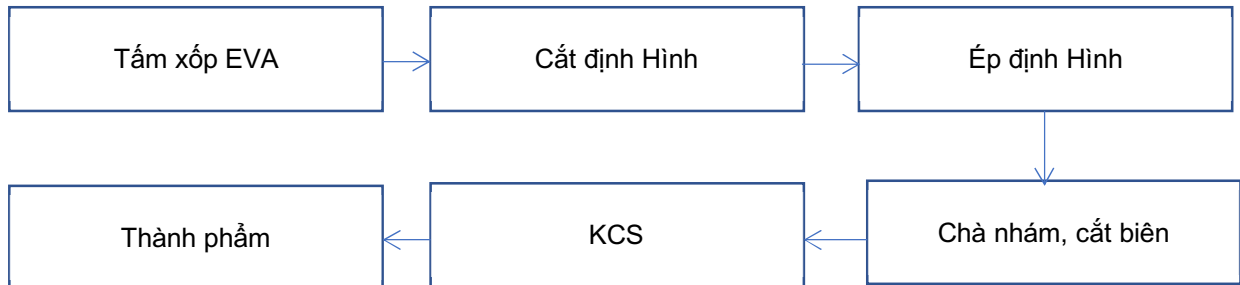 Tấm xốp EVA
Cắt định Hình
Ép định Hình
Chà nhám, cắt biên
KCS
Thành phẩm